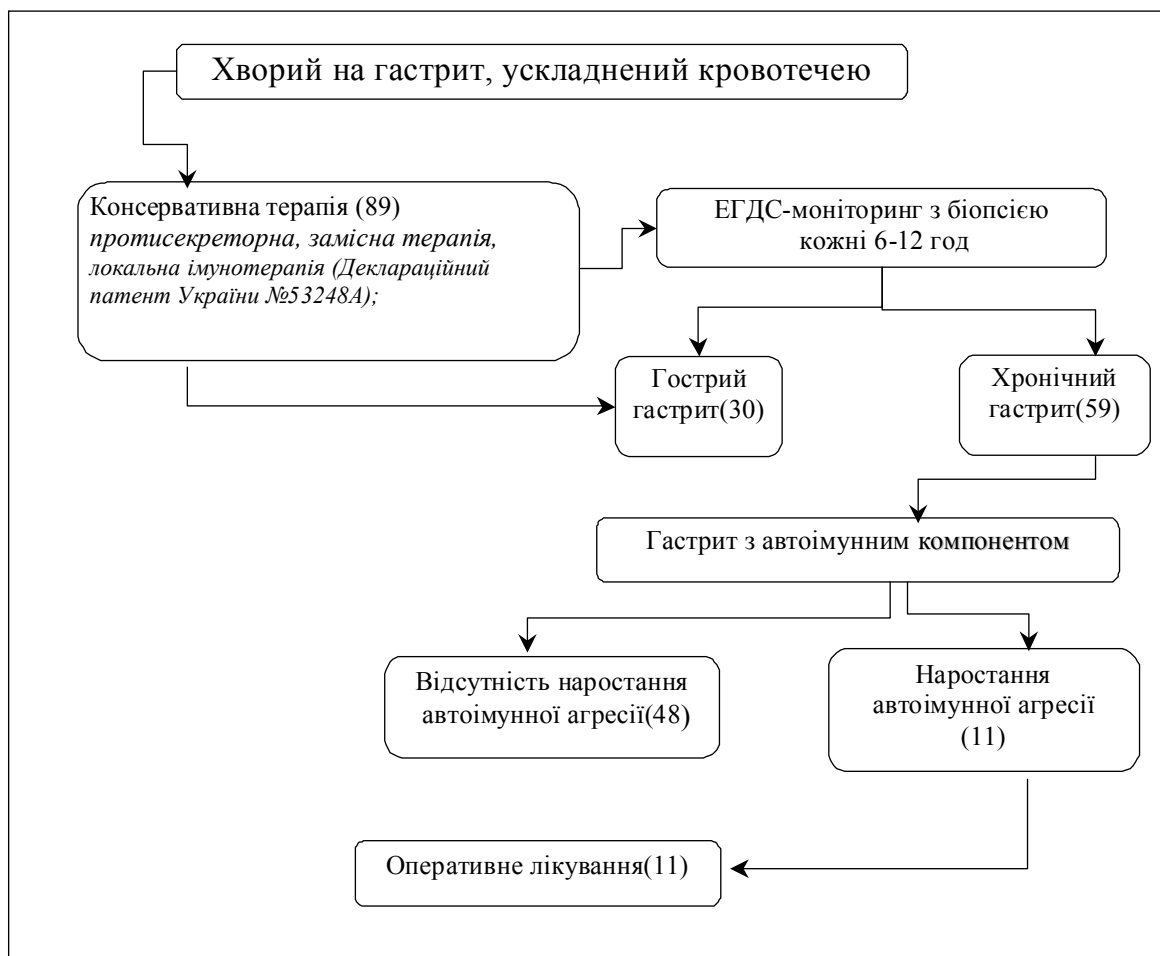 Хворий на гастрит, ускладнений кровотечею
Консервативна терапія (89)
протисекреторна, замісна терапія,
локальна імунотерапія (Деклараційний
патент України №53248А);
ЕГДС-моніторинг з біопсією
кожні 6-12 год
Гострий
гастрит(30)
Хронічний
гастрит(59)
Гастрит з автоімунним компонентом
Відсутність наростання
автоімунної агресії(48)
Наростання
автоімунної агресії
(11)
Оперативне лікування(11)